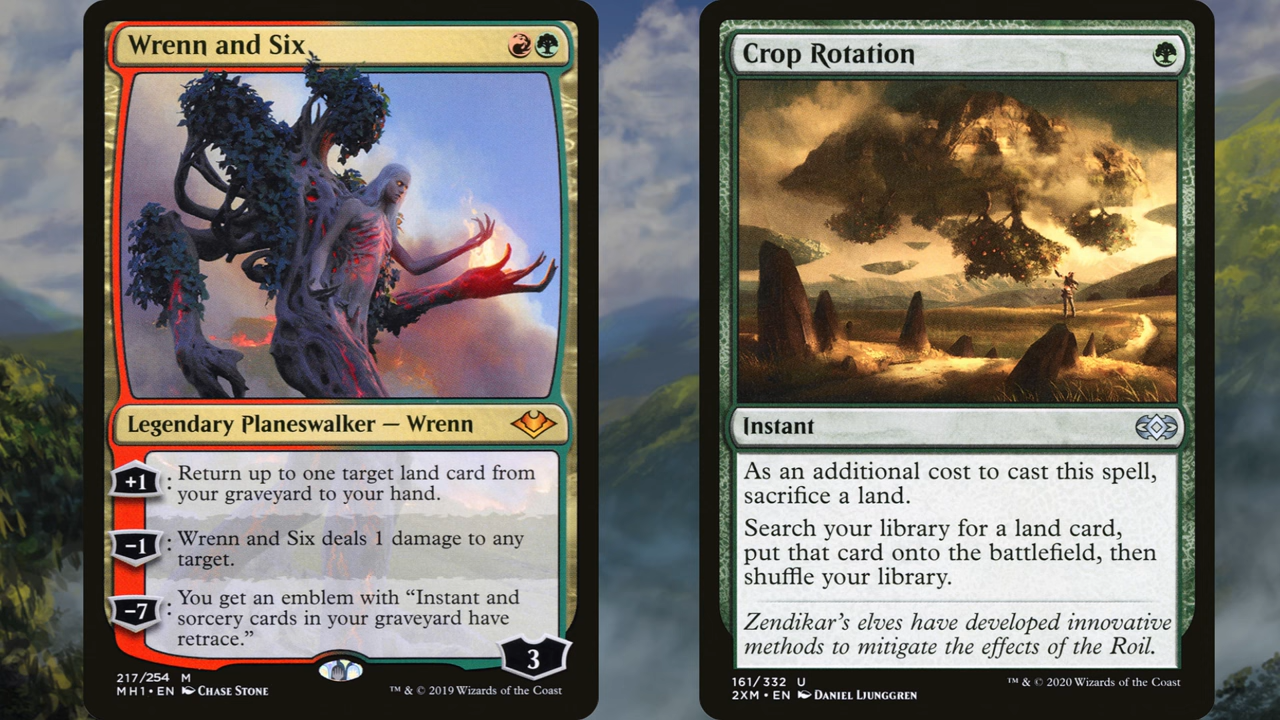 Wrenn and Six
Legendary Planeswalker — Wrenn
+1 : Return up to one target land card from
your graveyard to your hand.
−1 : Wrenn and Six deals 1 damage to any
target.
−7 : You get an emblem with “Instant and
sorcery cards in your graveyard have
retrace.”
3
217/254 M
MH1 • EN CHASE STONE
™ & © 2019 Wizards of the Coast
Crop Rotation
Instant
As an additional cost to cast this spell,
sacrifice a land.
Search your library for a land card,
put that card onto the battlefield, then
shuffle your library.
Zendikar’s elves have developed innovative
methods to mitigate the effects of the Roil.
161/332 U
2XM • EN DANIEL LJUNGGREN
™ & © 2020 Wizards of the Coast